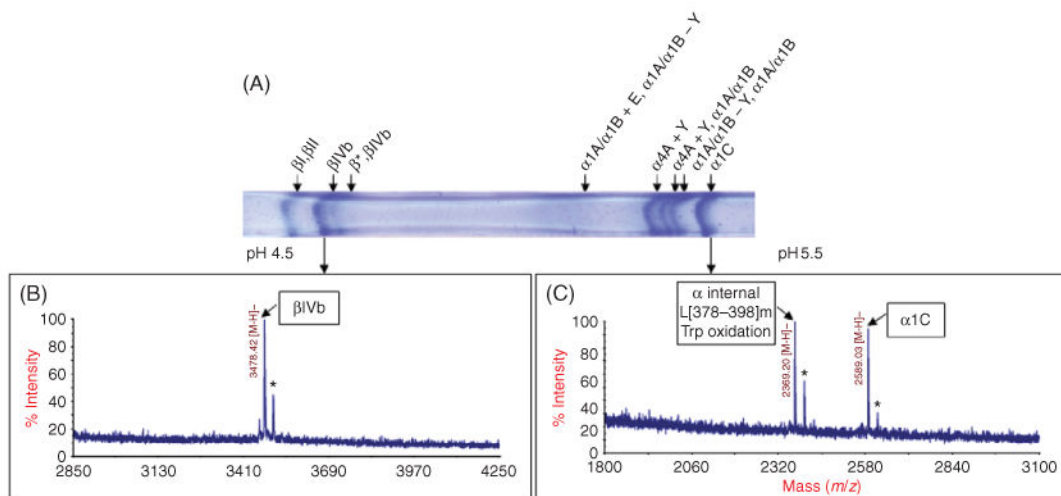 (A)
βI,βII
βIVb
β*,βIVb
α1A/α1B + E, α1A/α1B – Y
α4A + Y
α4A + Y, α1A/α1B
α1A/α1B – Y, α1A/α1B
α1C
pH 4.5
pH 5.5
(B)
βIVb
3478.42 [M-H]–
*
% Intensity
100
80
60
40
20
0
2850 3130 3410 3690 3970 4250
(C)
α internal
L[378–398]m
Trp oxidation
α1C
2369.20 [M-H]–
*
2589.03 [M-H]–
*
% Intensity
100
80
60
40
20
0
1800 2060 2320 2580 2840 3100
Mass (m/z)